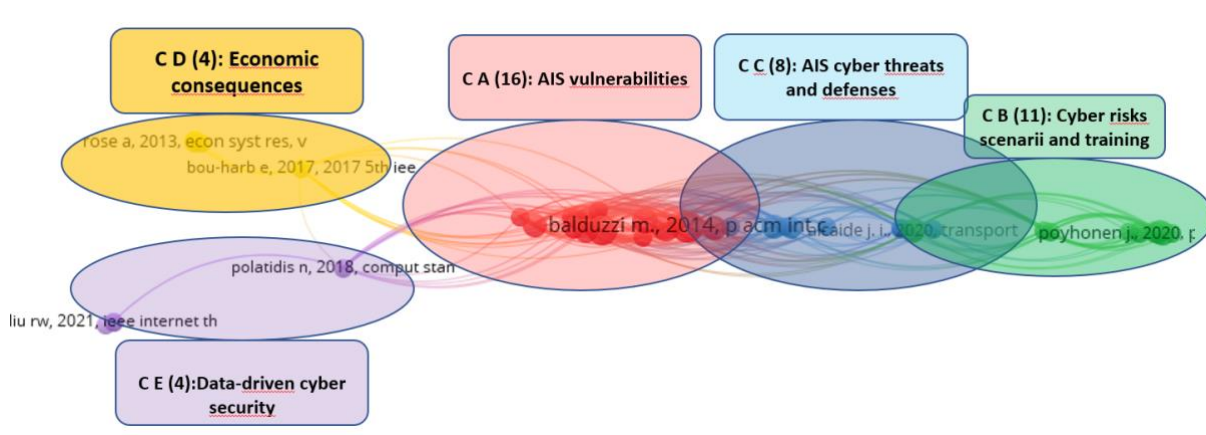 C D (4): Economic
consequences
C A (16): AIS vulnerabilities
C C (8): AIS cyber threats
and defenses
C B (11): Cyber risks
scenarii and training
rose a, 2013, econ syst res, v
bou-harb e, 2017, 2017 5th iee
balduzzi m., 2014, p acm int c
alcaide j. i., 2020, transport
poyhonen j., 2020, p
polatidis n, 2018, comput stan
liu rw, 2021, ieee internet th
C E (4):Data-driven cyber
security